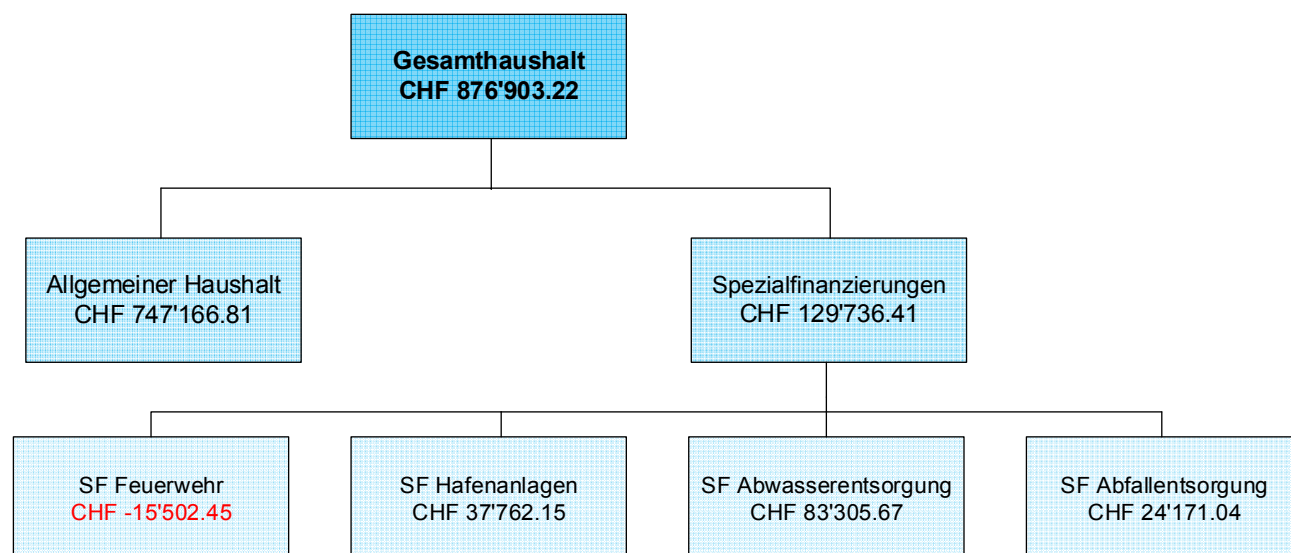 Gesamthaushalt
CHF 876'903.22
Allgemeiner Haushalt
CHF 747'166.81
Spezialfinanzierungen
CHF 129'736.41
SF Feuerwehr
CHF -15'502.45
SF Hafenanlagen
CHF 37'762.15
SF Abwasserentsorgung
CHF 83'305.67
SF Abfallentsorgung
CHF 24'171.04